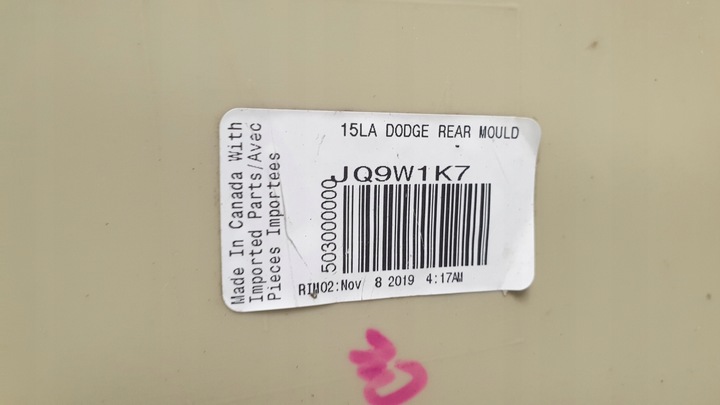 15LA DODGE REAR MOULD
JQ9W1K7
503000000
RIM02:Nov 8 2019 4:17AM
Made In Canada With
Imported Parts/Avec
Pieces Importees